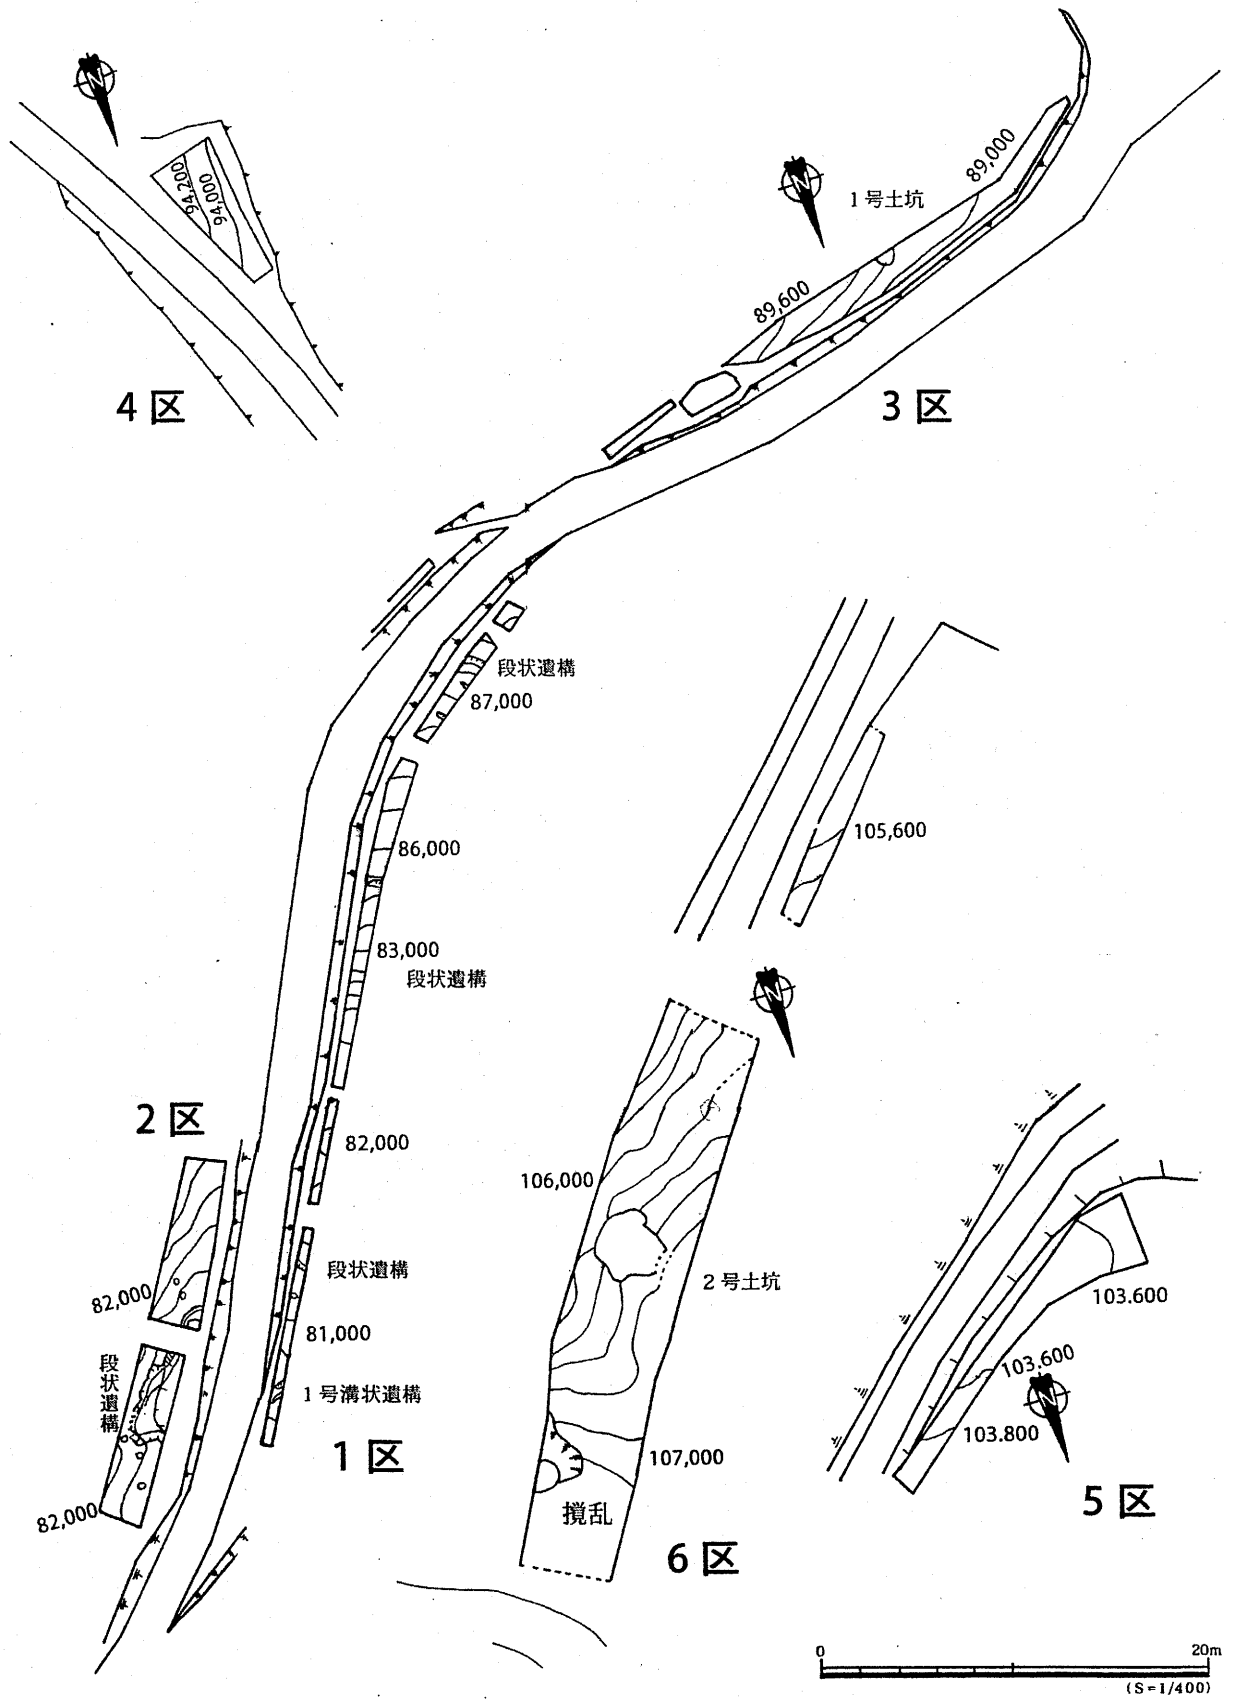 N
94,200
94,000
4 区
N
1号土坑
89,000
89,600
3 区
段状遺構
87,000
86,000
83,000
段状遺構
105,600
2 区
82,000
82,000
段状遺構
82,000
段状遺構
81,000
1号溝状遺構
1 区
N
106,000
2号土坑
107,000
攪乱
6 区
103.600
103.600
103.800
N
5 区
0
20m
(S=1/400)